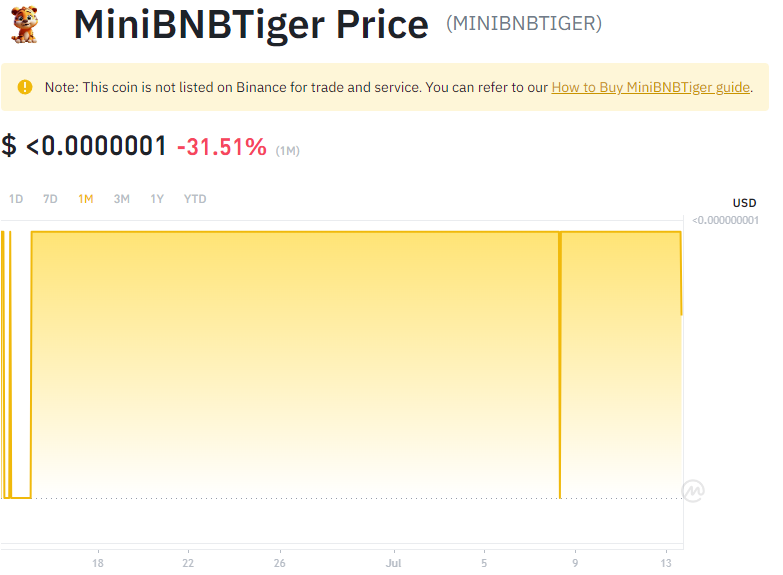 MiniBNBTiger Price (MINIBNBTIGER)
Note: This coin is not listed on Binance for trade and service. You can refer to our How to Buy MiniBNBTiger guide.
$ <0.0000001 -31.51% (1M)
1D 7D 1M 3M 1Y YTD
USD
<0.000000001
18 22 26 Jul 5 9 13